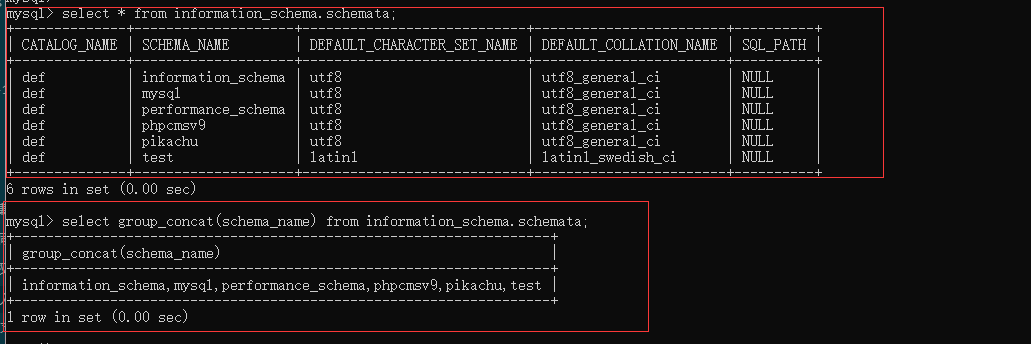 mysql> select * from information_schema.schemata;
+--------------+--------------------+----------------------------+------------------------+----------+
| CATALOG_NAME | SCHEMA_NAME | DEFAULT_CHARACTER_SET_NAME | DEFAULT_COLLATION_NAME | SQL_PATH |
+--------------+--------------------+----------------------------+------------------------+----------+
| def | information_schema | utf8 | utf8_general_ci | NULL |
| def | mysql | utf8 | utf8_general_ci | NULL |
| def | performance_schema | utf8 | utf8_general_ci | NULL |
| def | phpcmsv9 | utf8 | utf8_general_ci | NULL |
| def | pikachu | utf8 | utf8_general_ci | NULL |
| def | test | latin1 | latin1_swedish_ci | NULL |
+--------------+--------------------+----------------------------+------------------------+----------+
6 rows in set (0.00 sec)
mysql> select group_concat(schema_name) from information_schema.schemata;
+------------------------------------------------------------------+
| group_concat(schema_name) |
+------------------------------------------------------------------+
| information_schema,mysql,performance_schema,phpcmsv9,pikachu,test |
+------------------------------------------------------------------+
1 row in set (0.00 sec)